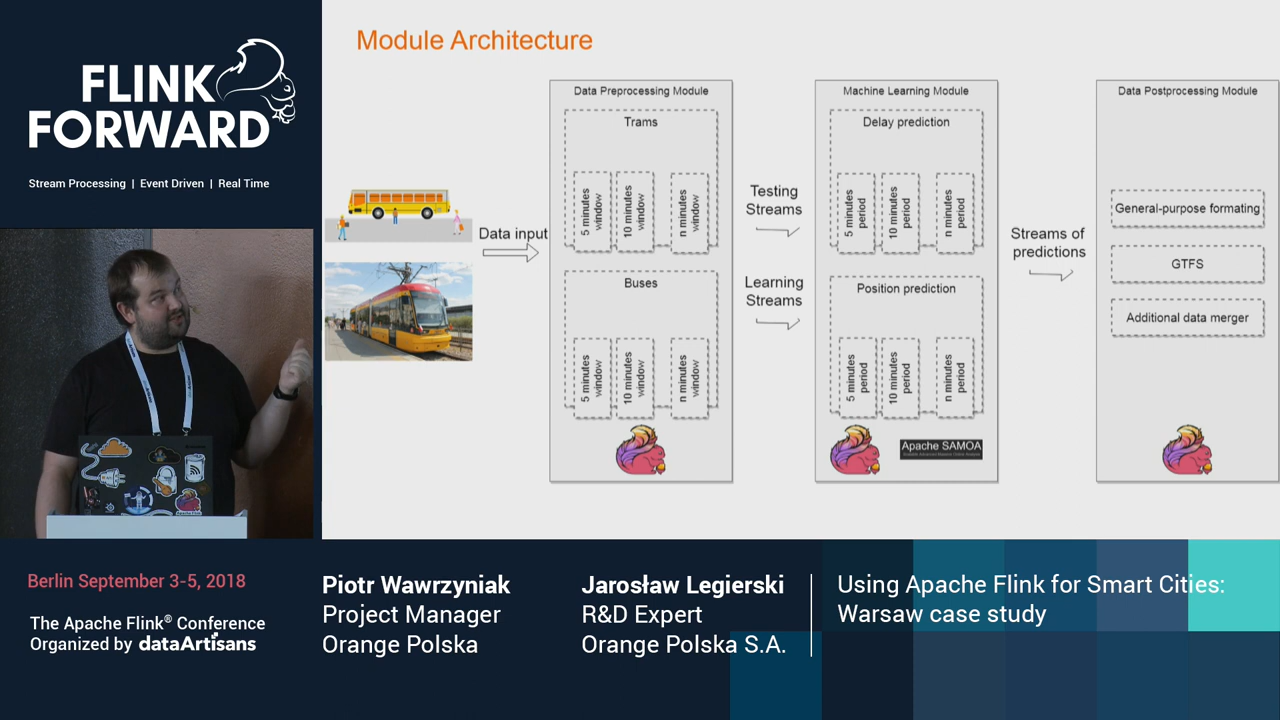 FLINK
FORWARD
Stream Processing | Event Driven | Real Time
Module Architecture
Data input
Data Preprocessing Module
Trams
5 minutes
window
10 minutes
window
n minutes
window
Buses
5 minutes
window
10 minutes
window
n minutes
window
Testing
Streams
Learning
Streams
Machine Learning Module
Delay prediction
5 minutes
period
10 minutes
period
n minutes
period
Position prediction
5 minutes
period
10 minutes
period
n minutes
period
Apache SAMOA
Streams of
predictions
Data Postprocessing Module
General-purpose formating
GTFS
Additional data merger
Berlin September 3-5, 2018
The Apache Flink® Conference
Organized by dataArtisans
Piotr Wawrzyniak
Project Manager
Orange Polska
Jarosław Legierski
R&D Expert
Orange Polska S.A.
Using Apache Flink for Smart Cities:
Warsaw case study